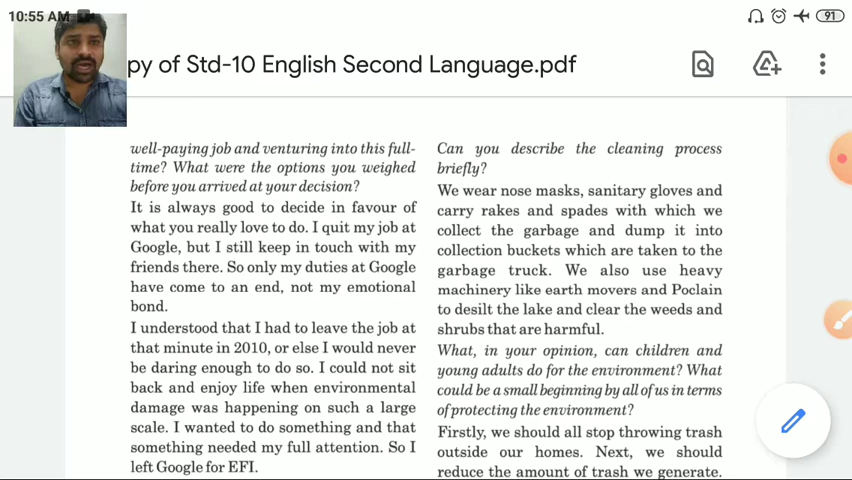 10:55 AM
91
py of Std-10 English Second Language.pdf
well-paying job and venturing into this full-
time? What were the options you weighed
before you arrived at your decision?
It is always good to decide in favour of
what you really love to do. I quit my job at
Google, but I still keep in touch with my
friends there. So only my duties at Google
have come to an end, not my emotional
bond.
I understood that I had to leave the job at
that minute in 2010, or else I would never
be daring enough to do so. I could not sit
back and enjoy life when environmental
damage was happening on such a large
scale. I wanted to do something and that
something needed my full attention. So I
left Google for EFI.
Can you describe the cleaning process
briefly?
We wear nose masks, sanitary gloves and
carry rakes and spades with which we
collect the garbage and dump it into
collection buckets which are taken to the
garbage truck. We also use heavy
machinery like earth movers and Poclain
to desilt the lake and clear the weeds and
shrubs that are harmful.
What, in your opinion, can children and
young adults do for the environment? What
could be a small beginning by all of us in terms
of protecting the environment?
Firstly, we should all stop throwing trash
outside our homes. Next, we should
reduce the amount of trash we generate.